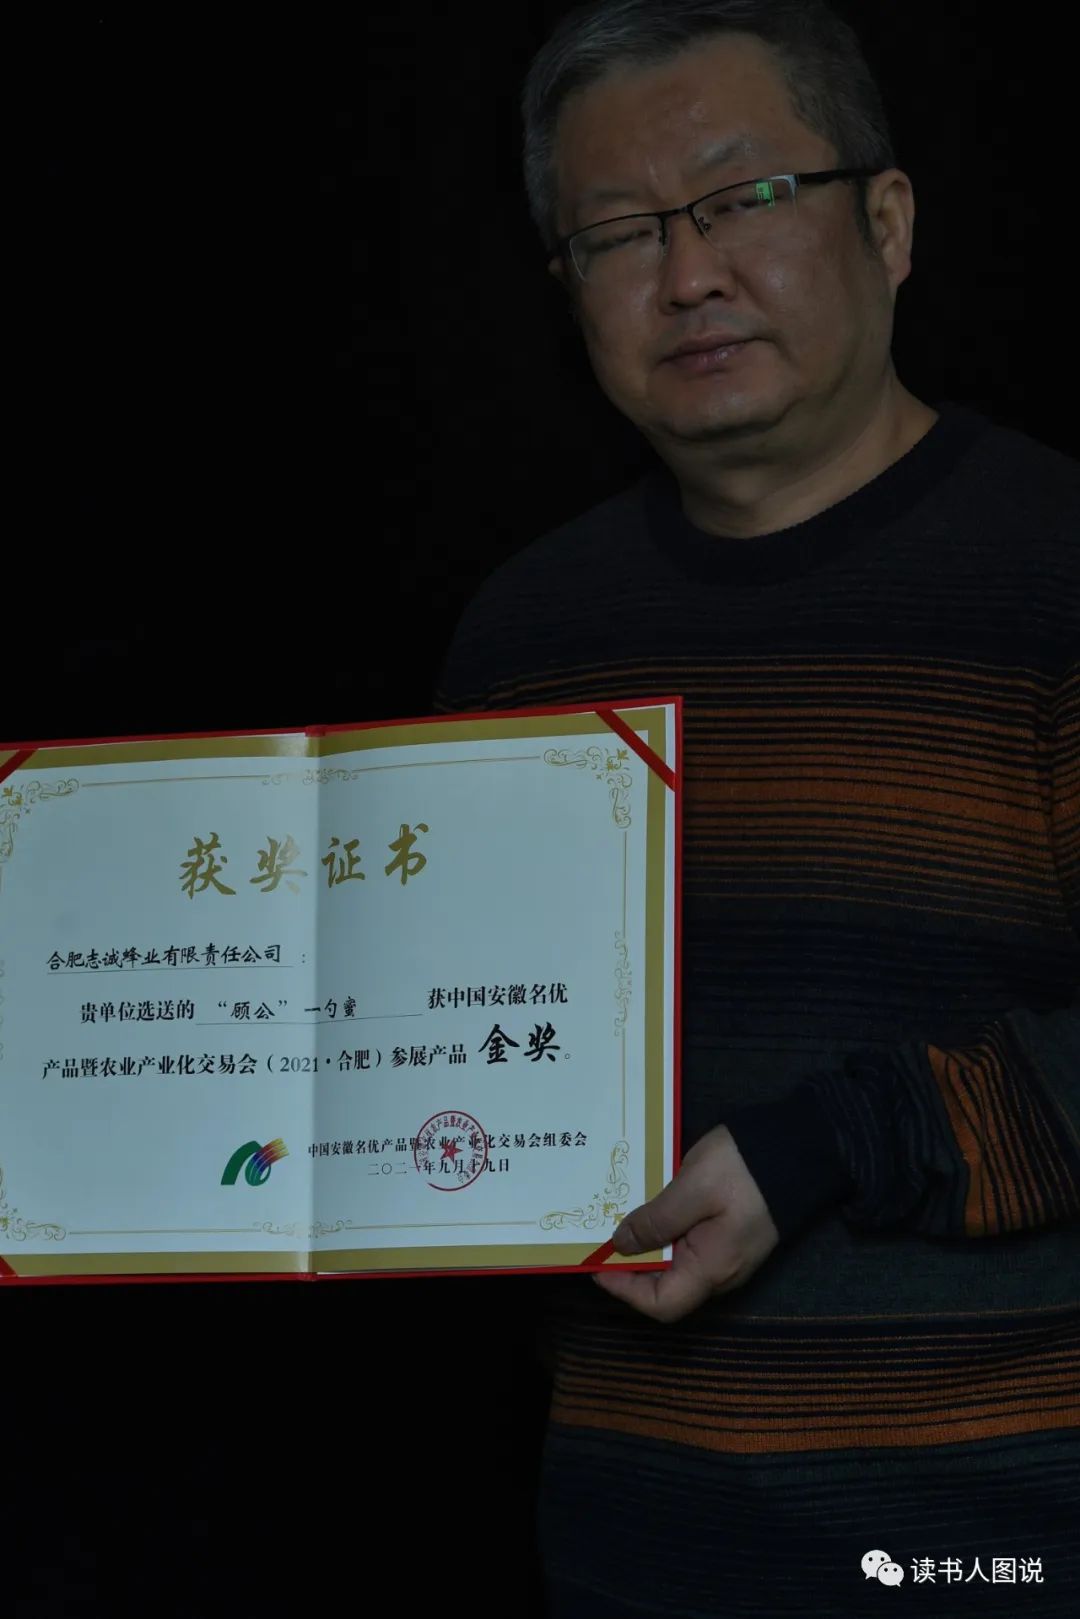 获奖证书
合肥志诚蜂业有限责任公司：
贵单位选送的 “顾公”一勺蜜 获中国安徽名优
产品暨农业产业化交易会（2021·合肥）参展产品 金奖。
中国安徽名优产品暨农业产业化交易会组委会
二〇二一年九月十九日
读书人图说